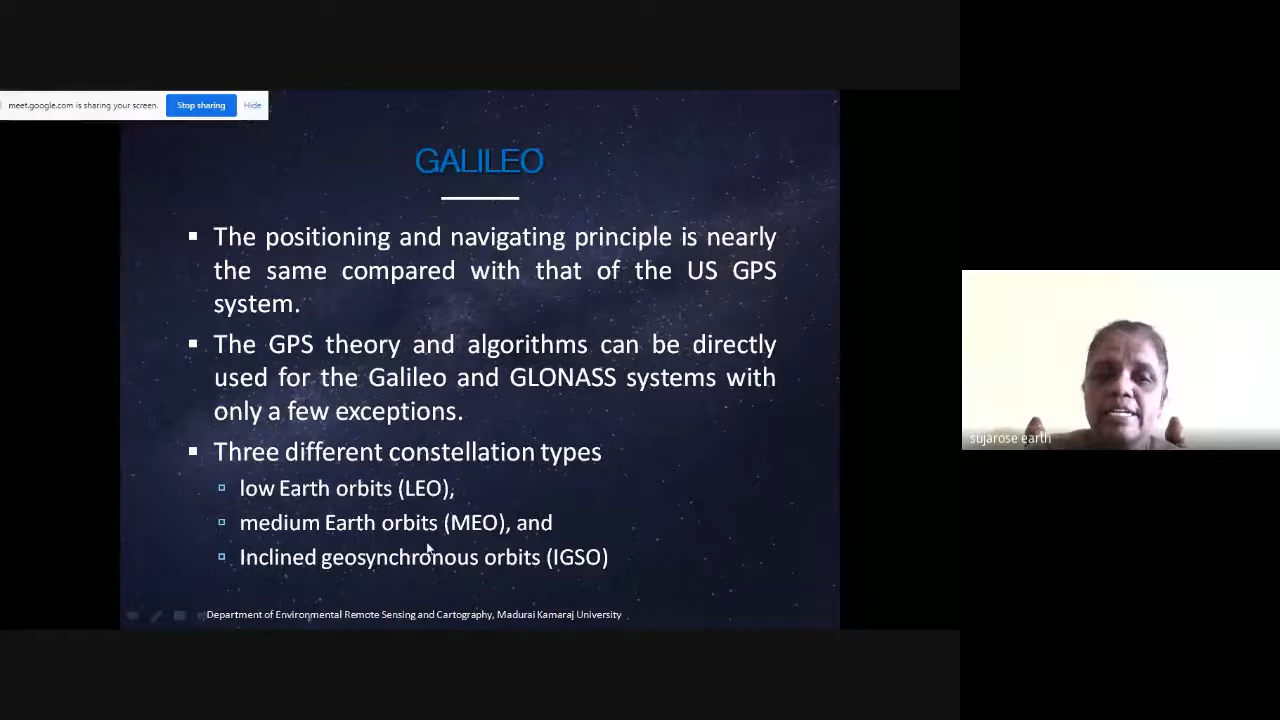 meet.google.com is sharing your screen.
Stop sharing
Hide
GALILEO
The positioning and navigating principle is nearly
the same compared with that of the US GPS
system.
The GPS theory and algorithms can be directly
used for the Galileo and GLONASS systems with
only a few exceptions.
Three different constellation types
low Earth orbits (LEO),
medium Earth orbits (MEO), and
Inclined geosynchronous orbits (IGSO)
Department of Environmental Remote Sensing and Cartography, Madurai Kamaraj University
sujarose earth